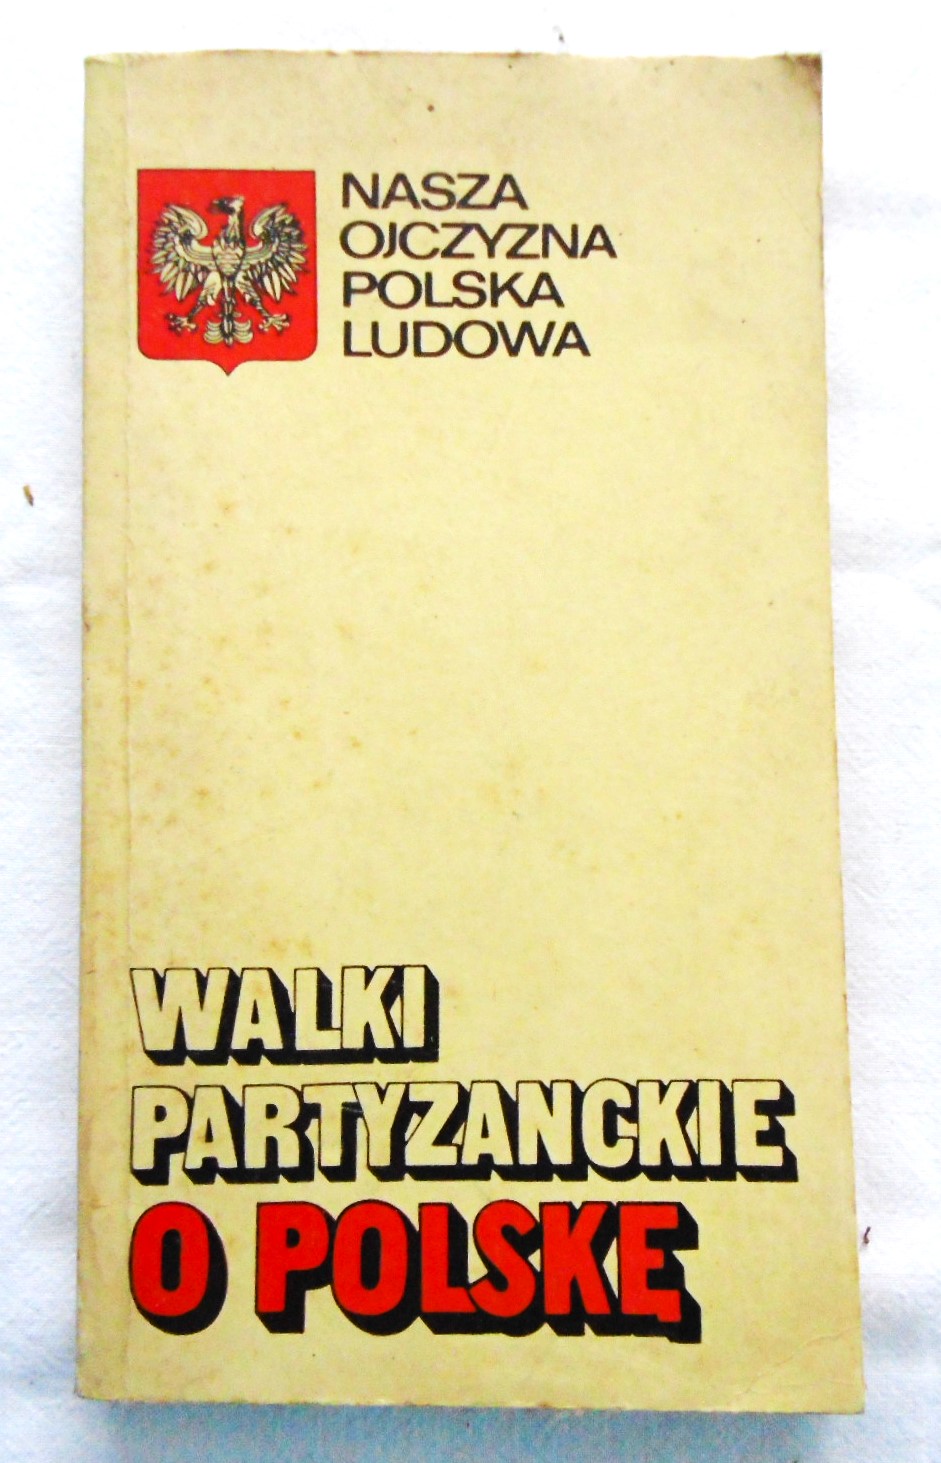 NASZA
OJCZYZNA
POLSKA
LUDOWA
WALKI
PARTYZANCKIE
O POLSKĘ